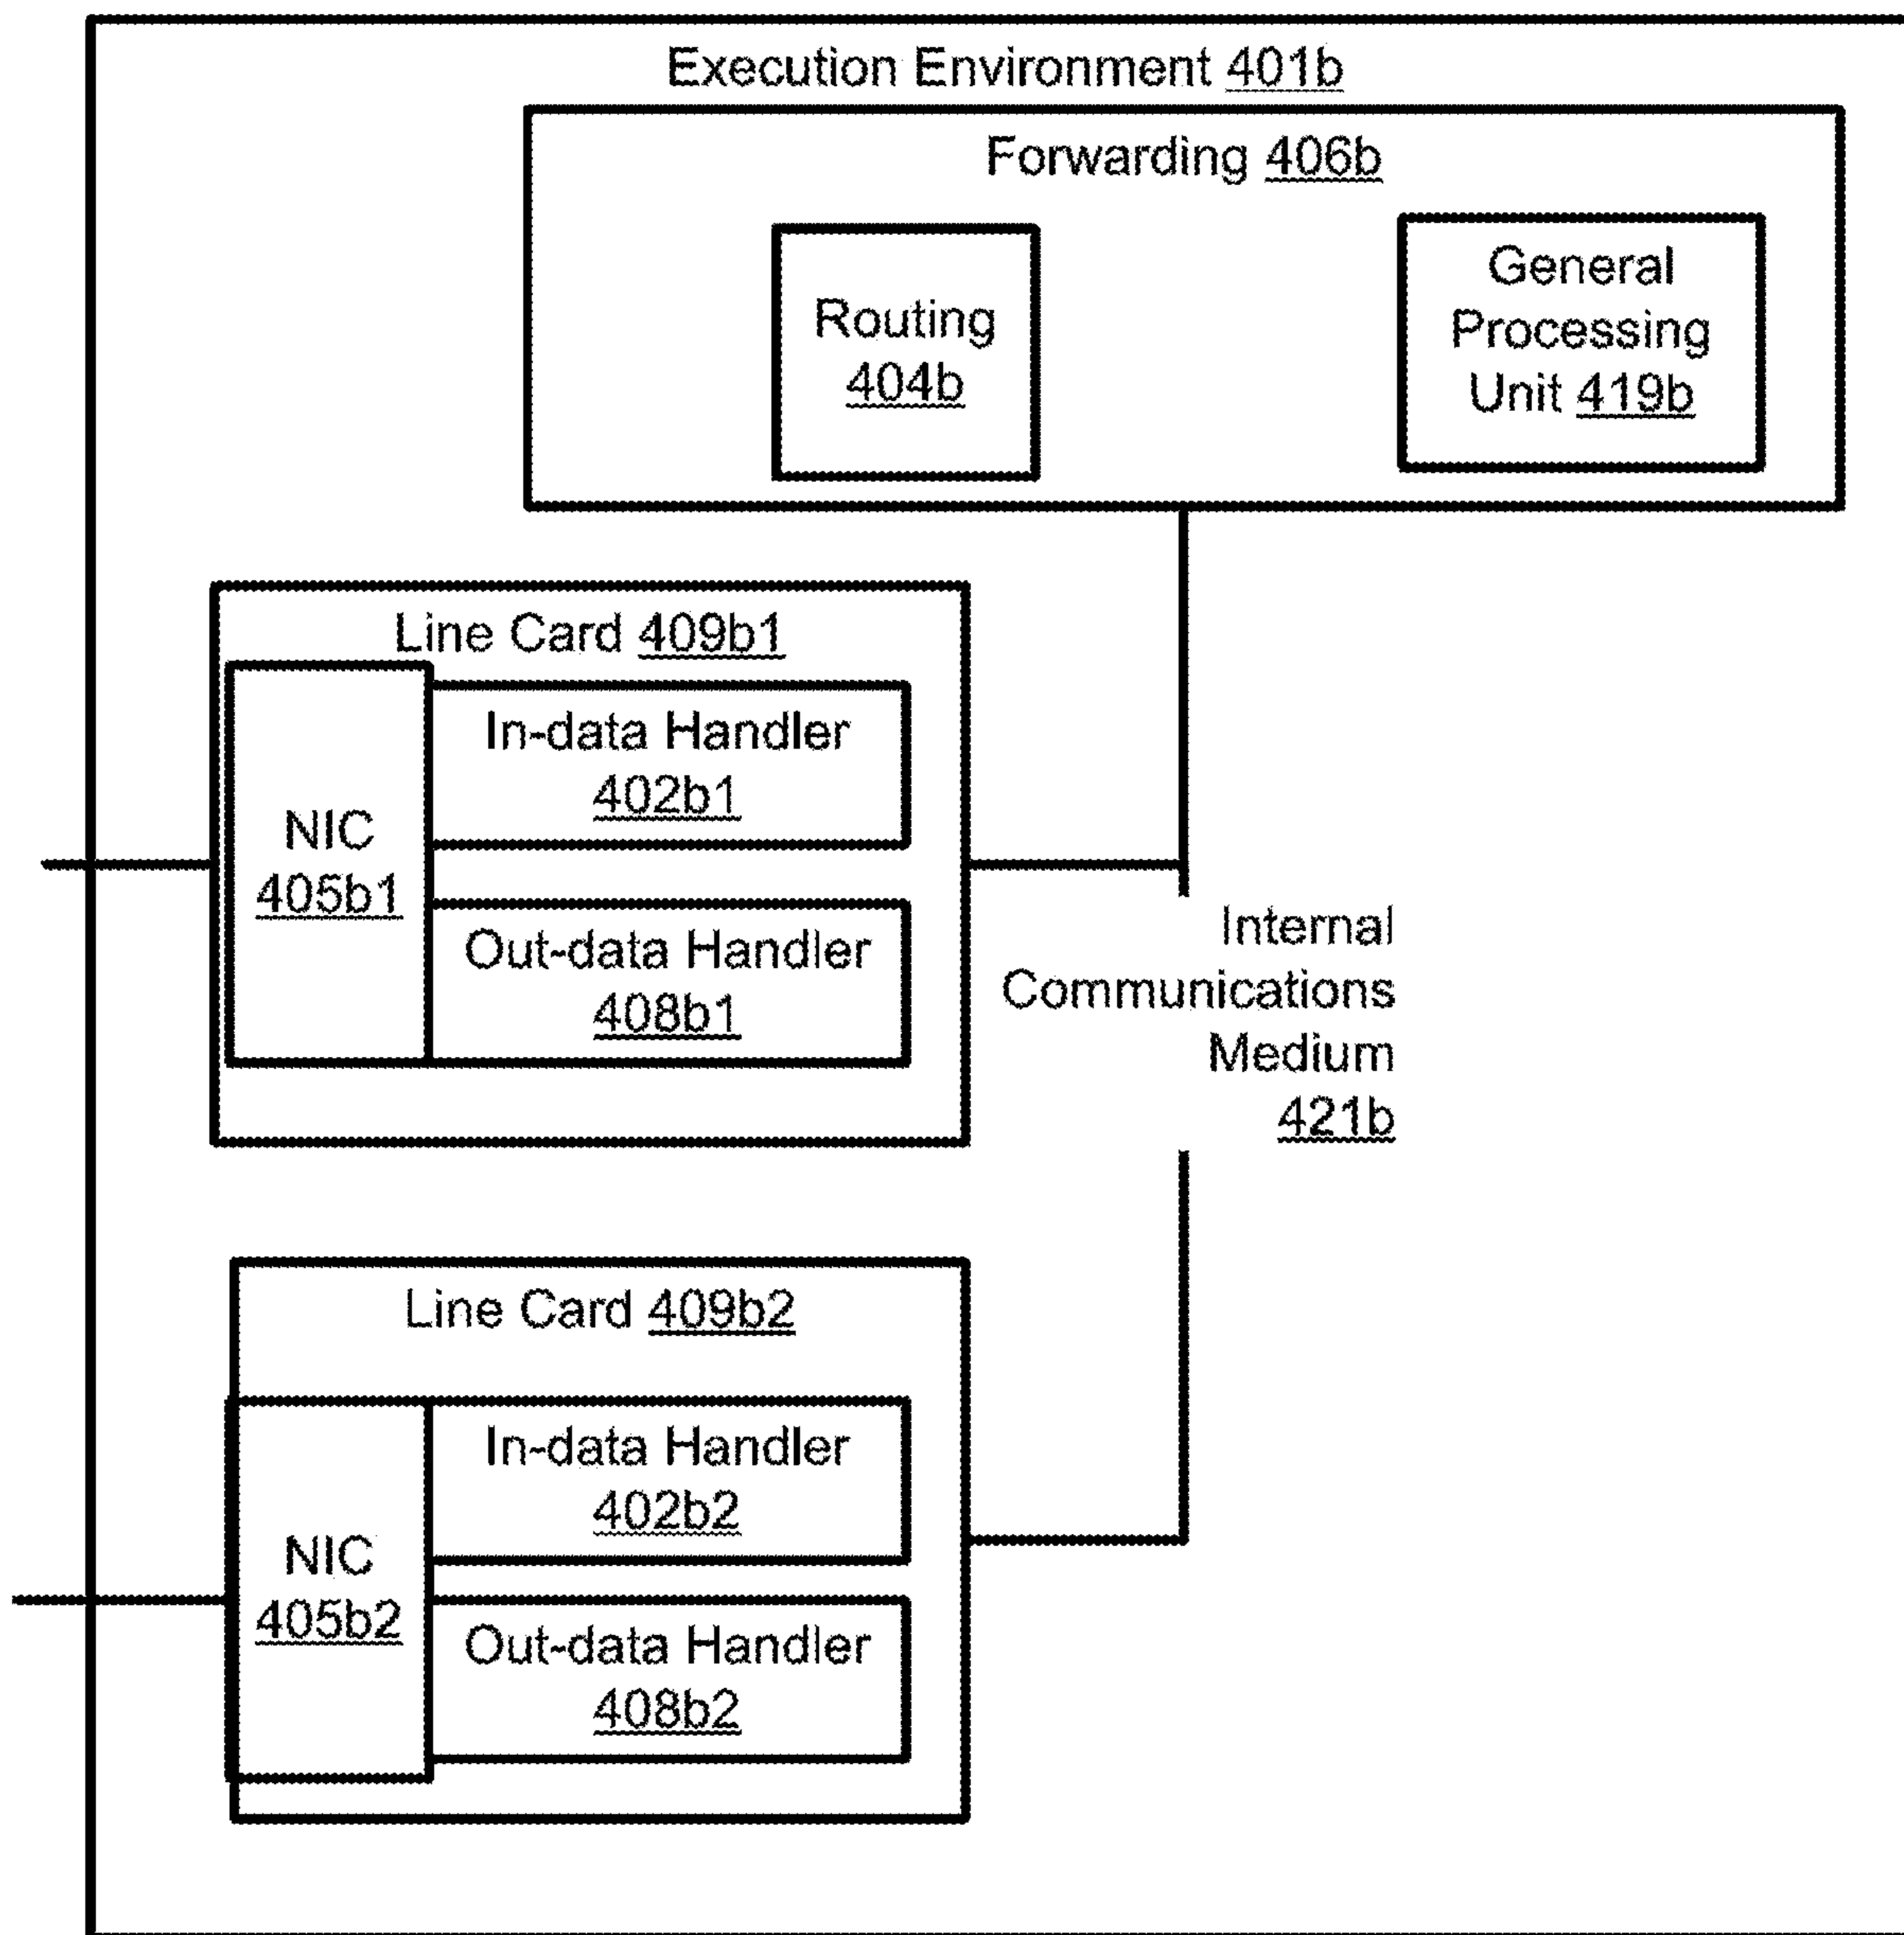 Execution Environment 401b
Forwarding 406b
Routing
404b
General
Processing
Unit 419b
Line Card 409b1
NIC
405b1
In-data Handler
402b1
Out-data Handler
408b1
Internal
Communications
Medium
421b
Line Card 409b2
NIC
405b2
In-data Handler
402b2
Out-data Handler
408b2